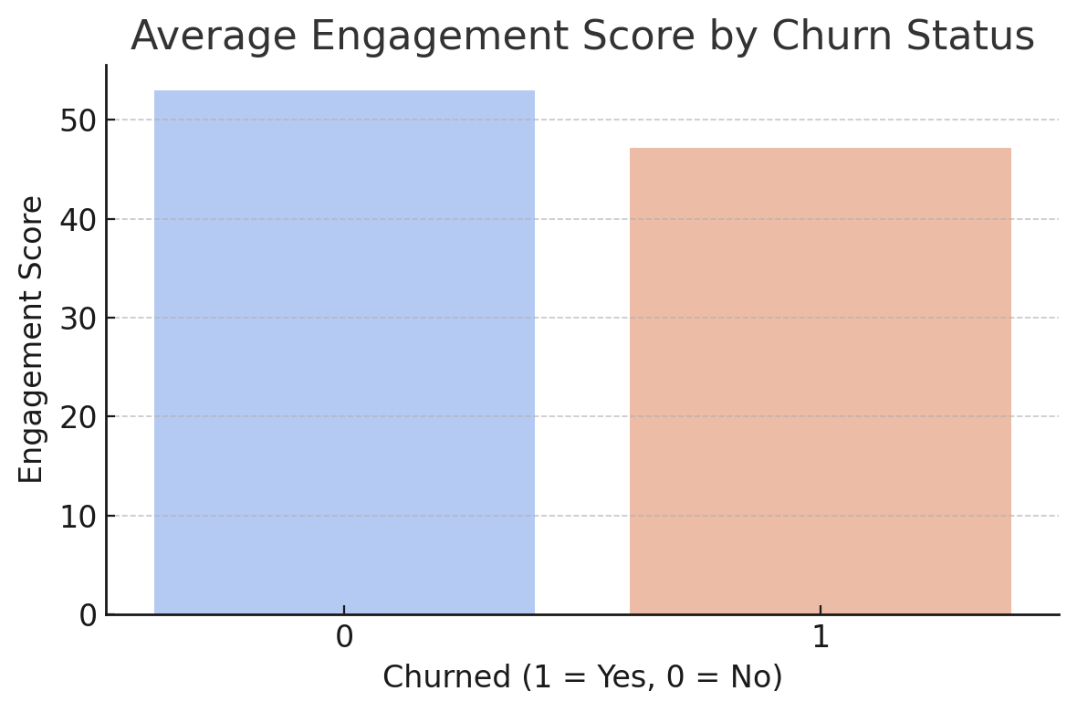 Average Engagement Score by Churn Status
Engagement Score
50
40
30
20
10
0
0 1
Churned (1 = Yes, 0 = No)